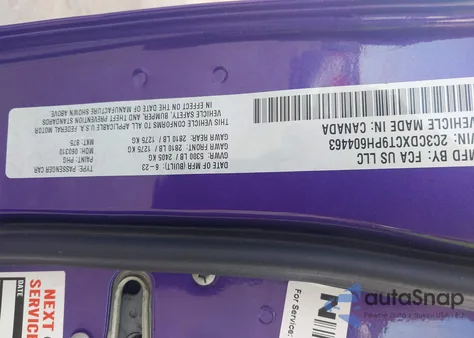 MFD BY: FCA US LLC
VIN: 2C3CDXCT9PH604463
VEHICLE MADE IN: CANADA
TYPE: PASSENGER CAR
PAINT: PHG
MDH: 060310
MKT:
DATE OF MFR (BUILT): 6-23
GVWR: 5300 LB / 2405 KG
GAWR FRONT: 2810 LB / 1275 KG
GAWR REAR: 2810 LB / 1275 KG
THIS VEHICLE CONFORMS TO ALL APPLICABLE U.S.A. FEDERAL MOTOR
VEHICLE SAFETY, BUMPER, AND THEFT PREVENTION STANDARDS
IN EFFECT ON THE DATE OF MANUFACTURE SHOWN ABOVE.
NEXT
SERVICE
DATE
For Service:
N
autoSnap